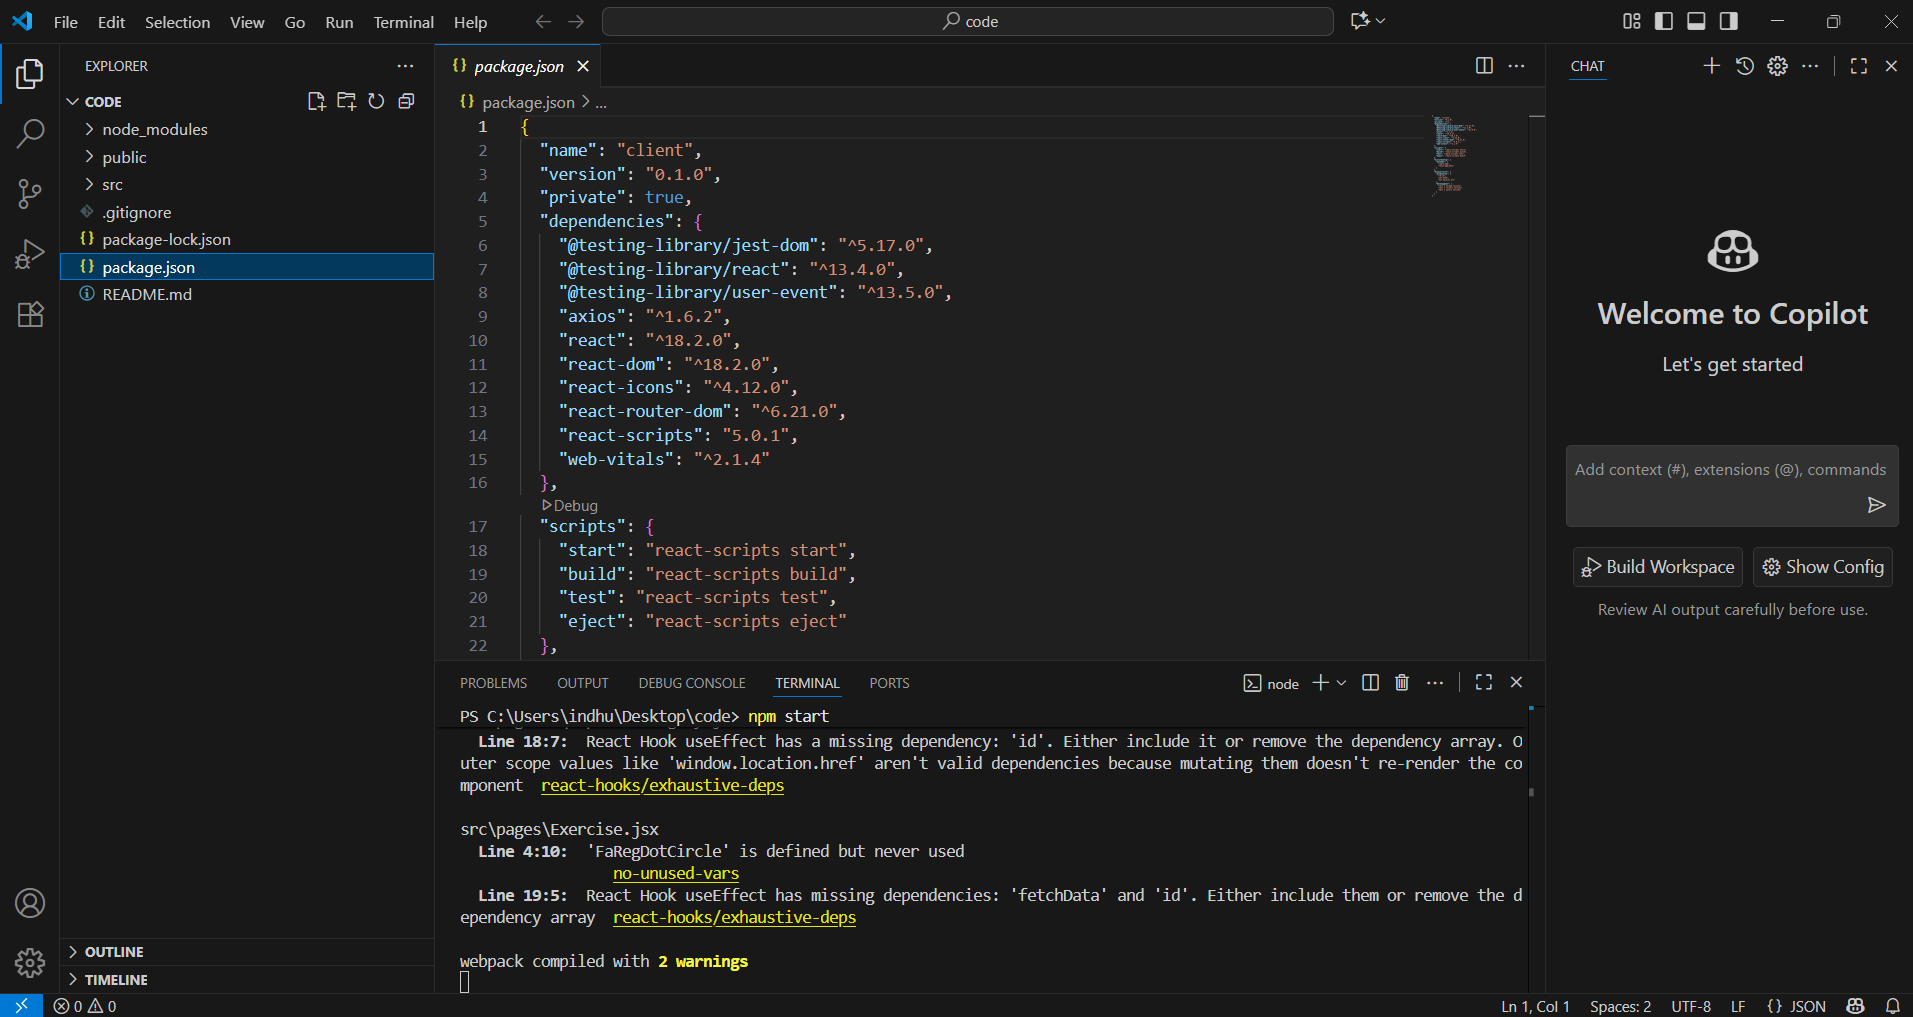 File Edit Selection View Go Run Terminal Help
code
EXPLORER
CODE
node_modules
public
src
.gitignore
package-lock.json
package.json
README.md
OUTLINE
TIMELINE
package.json
package.json > ...
1 {
2 "name": "client",
3 "version": "0.1.0",
4 "private": true,
5 "dependencies": {
6 "@testing-library/jest-dom": "^5.17.0",
7 "@testing-library/react": "^13.4.0",
8 "@testing-library/user-event": "^13.5.0",
9 "axios": "^1.6.2",
10 "react": "^18.2.0",
11 "react-dom": "^18.2.0",
12 "react-icons": "^4.12.0",
13 "react-router-dom": "^6.21.0",
14 "react-scripts": "5.0.1",
15 "web-vitals": "^2.1.4"
16 },
Debug
17 "scripts": {
18 "start": "react-scripts start",
19 "build": "react-scripts build",
20 "test": "react-scripts test",
21 "eject": "react-scripts eject"
22 },
PROBLEMS OUTPUT DEBUG CONSOLE TERMINAL PORTS
node
PS C:\Users\indhu\Desktop\code> npm start
Line 18:7: React Hook useEffect has a missing dependency: 'id'. Either include it or remove the dependency array. O
uter scope values like 'window.location.href' aren't valid dependencies because mutating them doesn't re-render the co
mponent react-hooks/exhaustive-deps
src\pages\Exercise.jsx
Line 4:10: 'FaRegDotCircle' is defined but never used
no-unused-vars
Line 19:5: React Hook useEffect has missing dependencies: 'fetchData' and 'id'. Either include them or remove the d
ependency array react-hooks/exhaustive-deps
webpack compiled with 2 warnings
CHAT
Welcome to Copilot
Let's get started
Add context (#), extensions (@), commands
Build Workspace
Show Config
Review AI output carefully before use.
0 0
Ln 1, Col 1 Spaces: 2 UTF-8 LF {} JSON